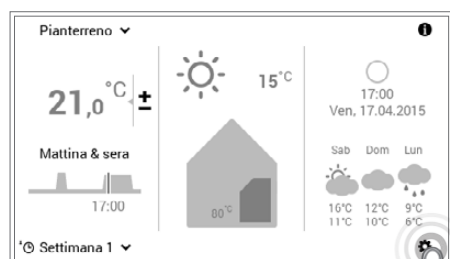 Pianterreno
21,0°C ±
Mattina & sera
17:00
Settimana 1
15°C
80°C
17:00
Ven, 17.04.2015
Sab Dom Lun
16°C 12°C 9°C
11°C 10°C 6°C